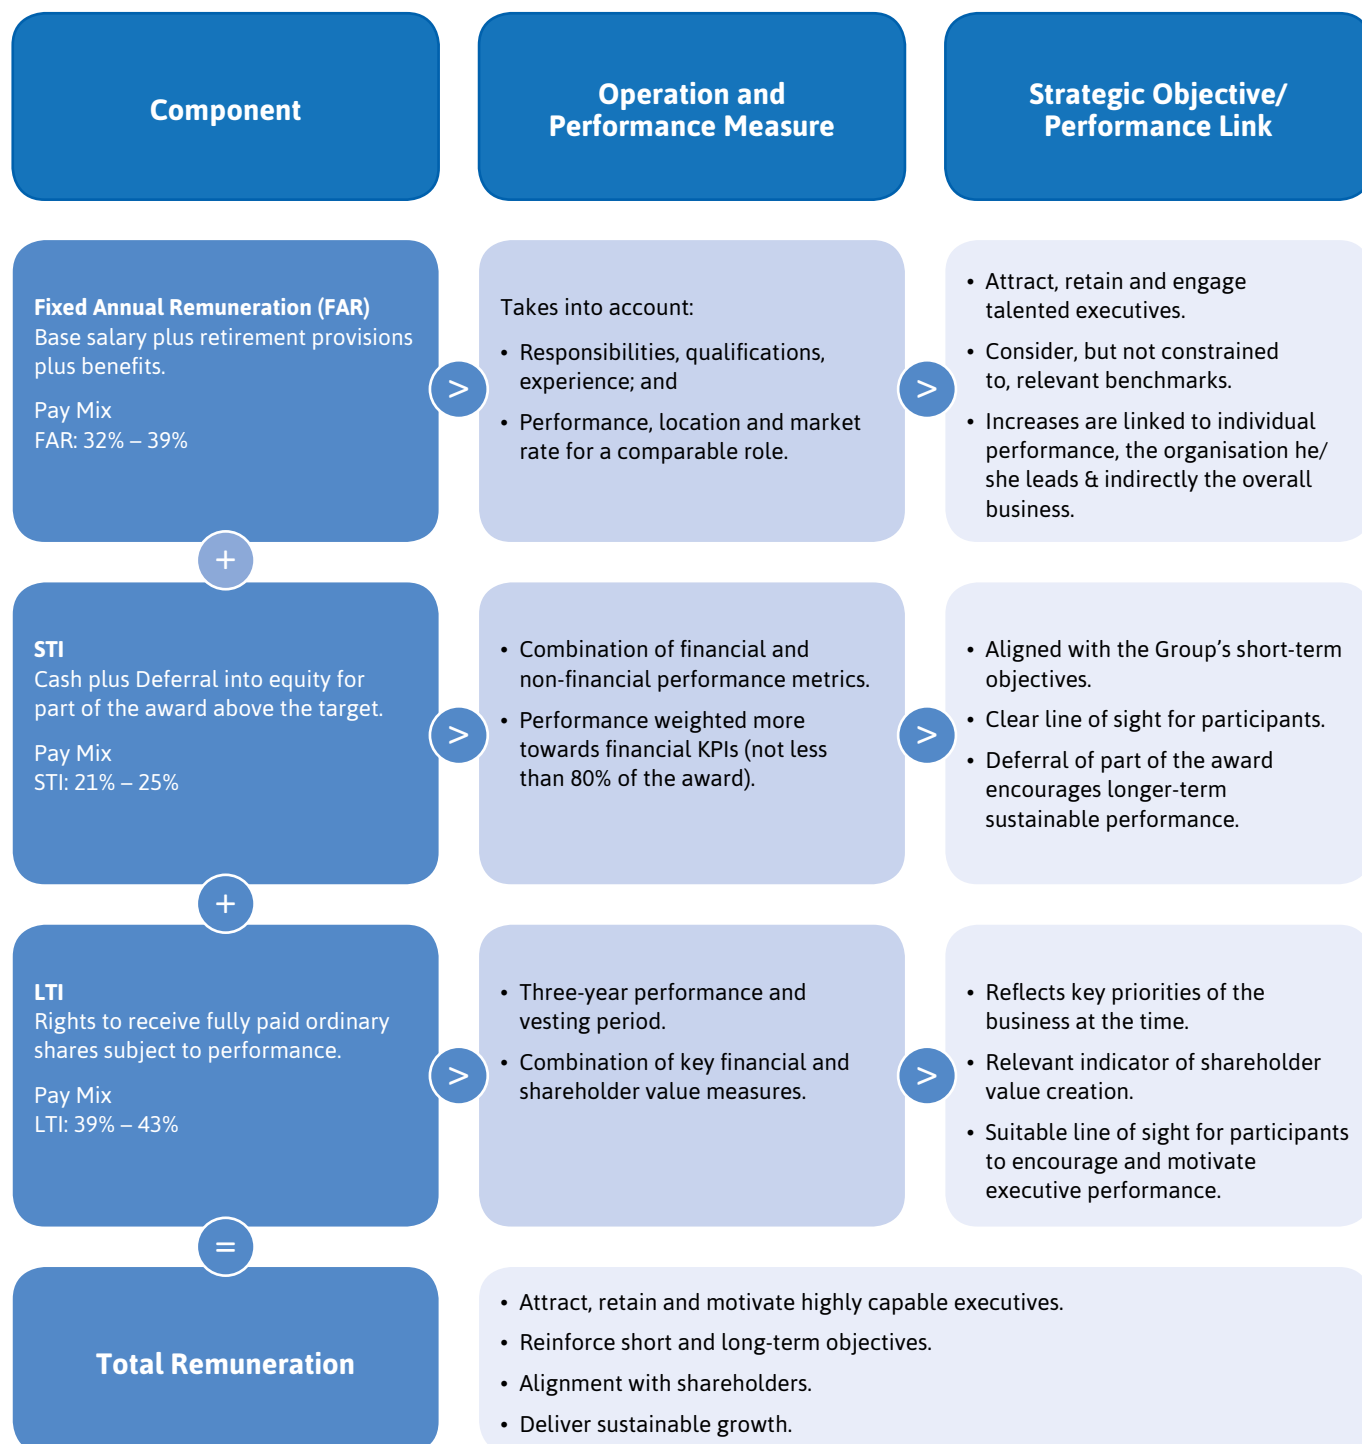 Component
Operation and
Performance Measure
Strategic Objective/
Performance Link
Fixed Annual Remuneration (FAR)
Base salary plus retirement provisions
plus benefits.
Pay Mix
FAR: 32% – 39%
>
Takes into account:
• Responsibilities, qualifications,
experience; and
• Performance, location and market
rate for a comparable role.
>
• Attract, retain and engage
talented executives.
• Consider, but not constrained
to, relevant benchmarks.
• Increases are linked to individual
performance, the organisation he/
she leads & indirectly the overall
business.
+
STI
Cash plus Deferral into equity for
part of the award above the target.
Pay Mix
STI: 21% – 25%
>
• Combination of financial and
non-financial performance metrics.
• Performance weighted more
towards financial KPIs (not less
than 80% of the award).
>
• Aligned with the Group’s short-term
objectives.
• Clear line of sight for participants.
• Deferral of part of the award
encourages longer-term
sustainable performance.
+
LTI
Rights to receive fully paid ordinary
shares subject to performance.
Pay Mix
LTI: 39% – 43%
>
• Three-year performance and
vesting period.
• Combination of key financial and
shareholder value measures.
>
• Reflects key priorities of the
business at the time.
• Relevant indicator of shareholder
value creation.
• Suitable line of sight for participants
to encourage and motivate
executive performance.
=
Total Remuneration
• Attract, retain and motivate highly capable executives.
• Reinforce short and long-term objectives.
• Alignment with shareholders.
• Deliver sustainable growth.